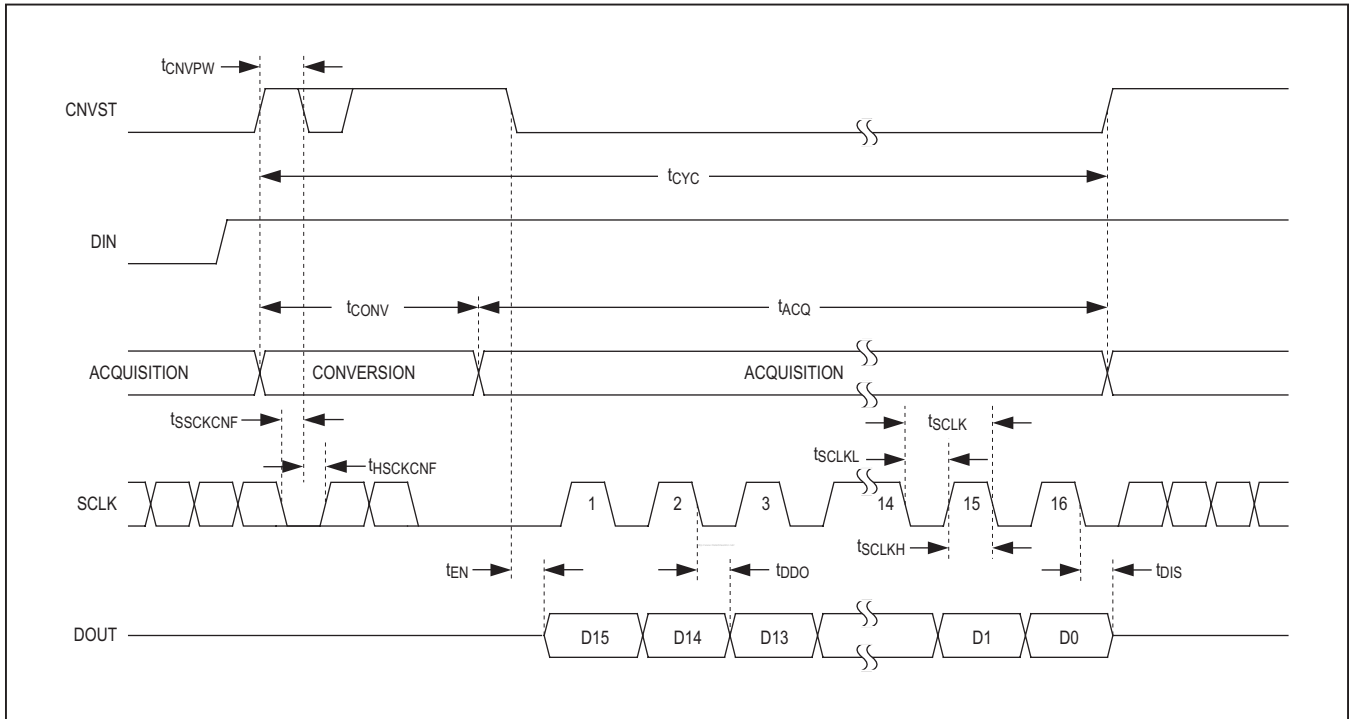 tCNVPW
CNVST
tCYC
DIN
tCONV
tACQ
ACQUISITION
CONVERSION
ACQUISITION
tSSCKCNF
tSCLK
tHSCKCNF
tSCLKL
SCLK
1
2
3
14
15
16
tSCLKH
tEN
tDDO
tDIS
DOUT
D15
D14
D13
D1
D0